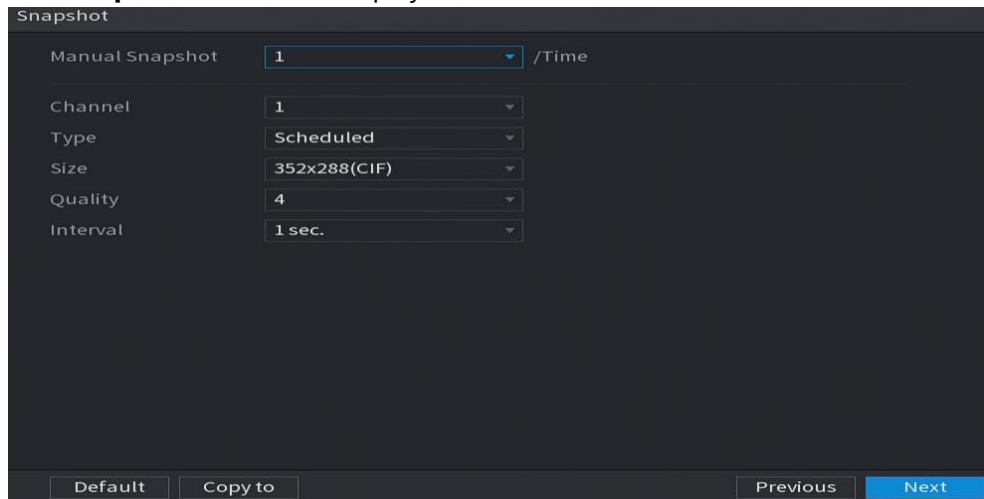 Snapshot
Manual Snapshot 1 /Time
Channel 1
Type Scheduled
Size 352x288(CIF)
Quality 4
Interval 1 sec.
Default Copy to Previous Next